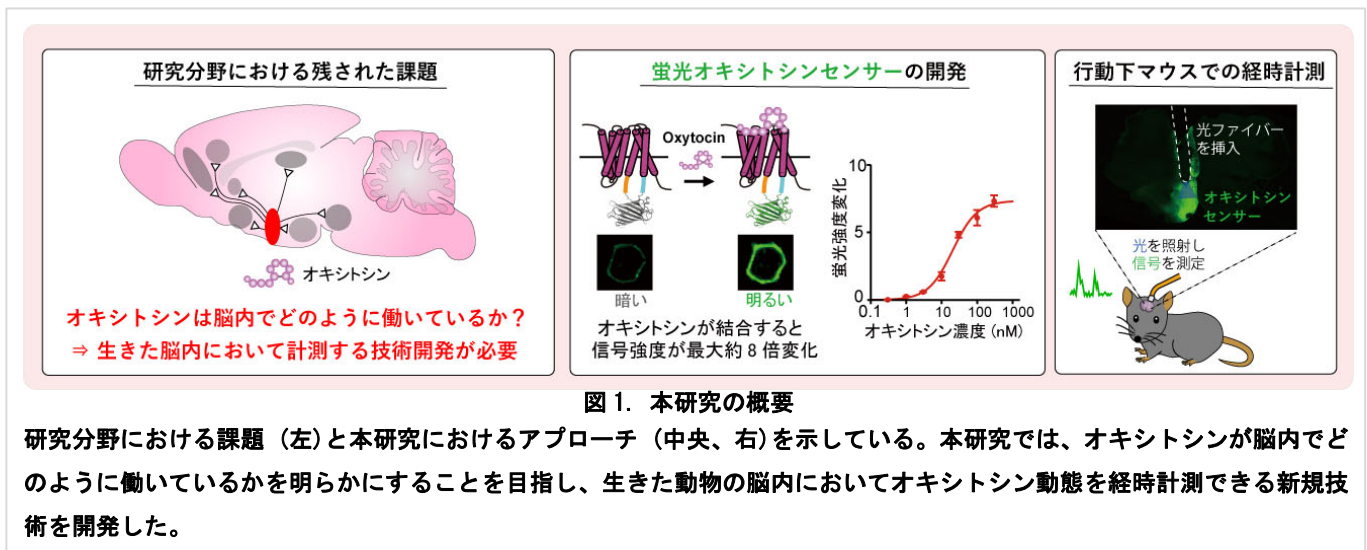 研究分野における残された課題
オキシトシン
オキシトシンは脳内でどのように働いているか？
⇒ 生きた脳内において計測する技術開発が必要
蛍光オキシトシンセンサーの開発
Oxytocin
暗い
明るい
オキシトシンが結合すると
信号強度が最大約 8 倍変化
蛍光強度変化
10
5
0
0.1 1 10 100 1000
オキシトシン濃度 (nM)
行動下マウスでの経時計測
光ファイバー
を挿入
オキシトシン
センサー
光を照射し
信号を測定
図 1. 本研究の概要
研究分野における課題 (左)と本研究におけるアプローチ (中央、右)を示している。本研究では、オキシトシンが脳内でど
のように働いているかを明らかにすることを目指し、生きた動物の脳内においてオキシトシン動態を経時計測できる新規技
術を開発した。